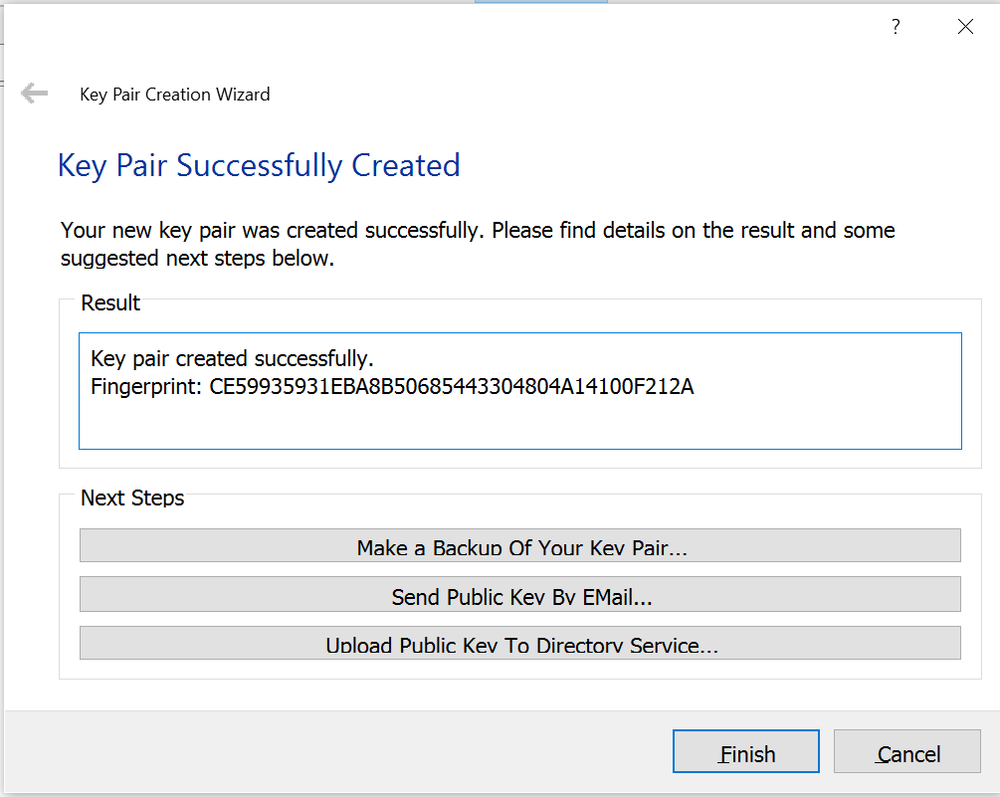 ?
Key Pair Creation Wizard
Key Pair Successfully Created
Your new key pair was created successfully. Please find details on the result and some
suggested next steps below.
Result
Key pair created successfully.
Fingerprint: CE59935931EBA8B50685443304804A14100F212A
Next Steps
Make a Backup Of Your Key Pair...
Send Public Key By EMail...
Upload Public Key To Directory Service...
Finish
Cancel